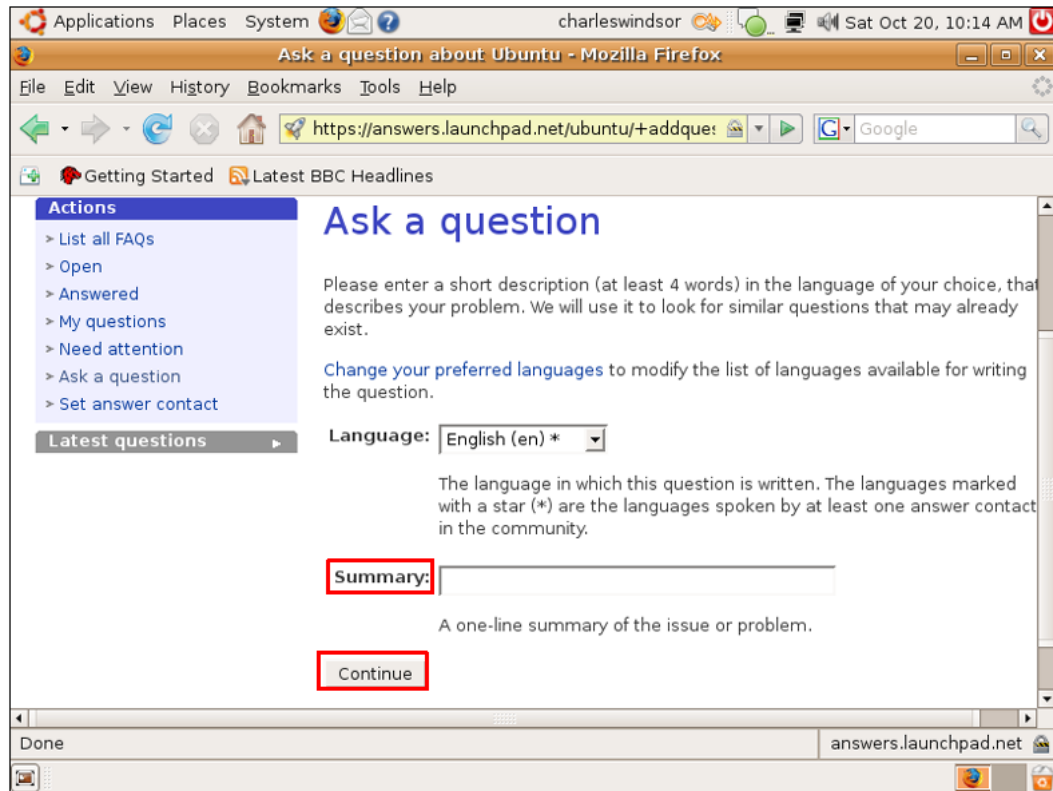 Applications Places System charleswindsor Sat Oct 20, 10:14 AM
Ask a question about Ubuntu - Mozilla Firefox
File Edit View History Bookmarks Tools Help
https://answers.launchpad.net/ubuntu/+addques G Google
Getting Started Latest BBC Headlines
Actions
List all FAQs
Open
Answered
My questions
Need attention
Ask a question
Set answer contact
Latest questions
Ask a question
Please enter a short description (at least 4 words) in the language of your choice, that
describes your problem. We will use it to look for similar questions that may already
exist.
Change your preferred languages to modify the list of languages available for writing
the question.
Language: English (en) *
The language in which this question is written. The languages marked
with a star (*) are the languages spoken by at least one answer contact
in the community.
Summary:
A one-line summary of the issue or problem.
Continue
Done answers.launchpad.net